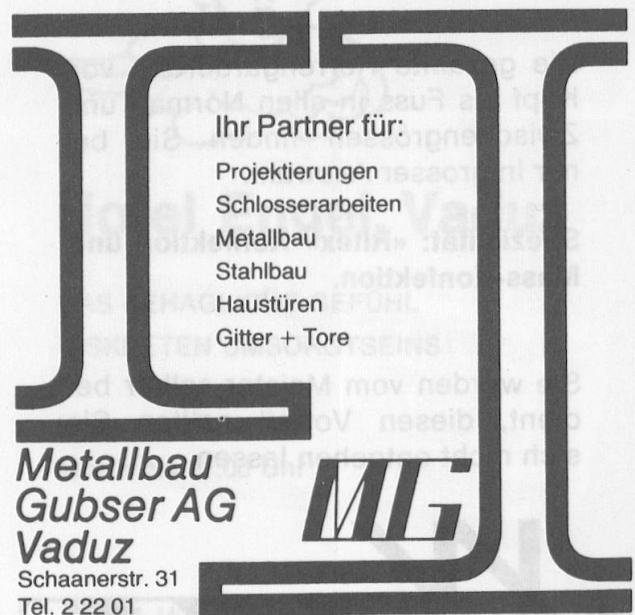 Ihr Partner für:
Projektierungen
Schlosserarbeiten
Metallbau
Stahlbau
Haustüren
Gitter + Tore
Metallbau
Gubser AG
Vaduz
Schaanerstr. 31
Tel. 2 22 01
MG